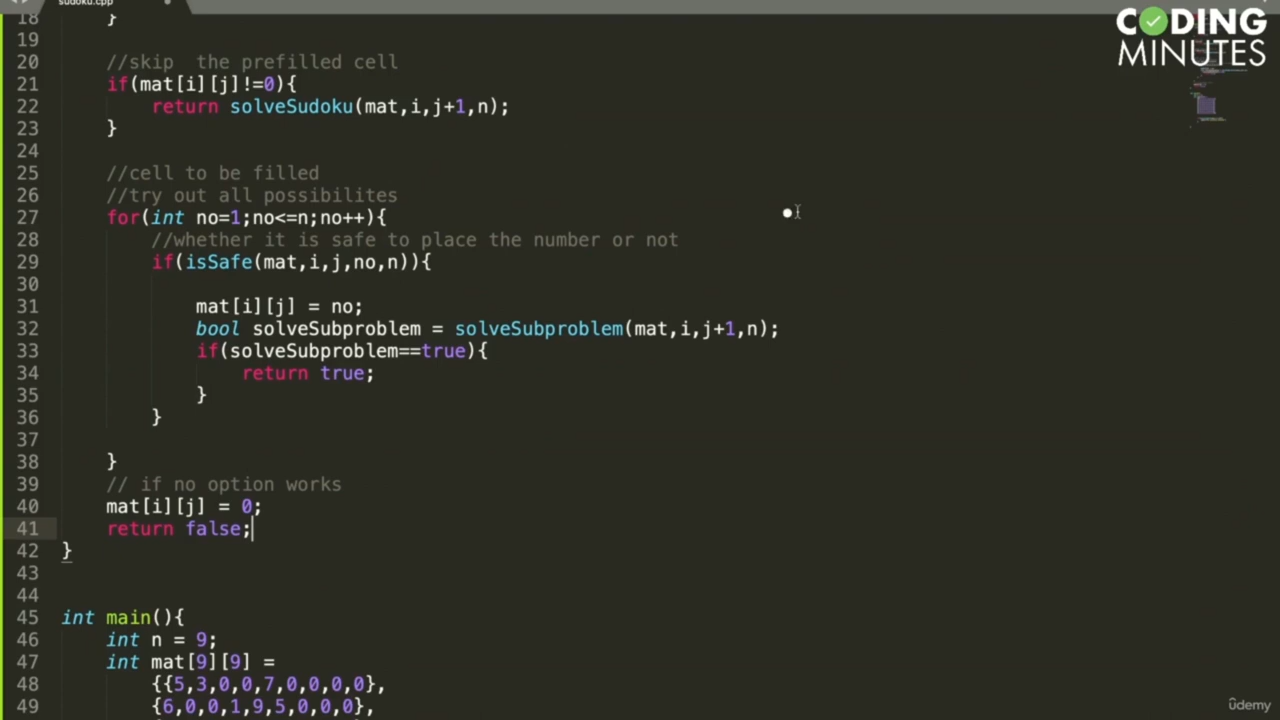 sudoku.cpp
CODING
MINUTES
18 }
19
20 //skip the prefilled cell
21 if(mat[i][j]!=0){
22 return solveSudoku(mat,i,j+1,n);
23 }
24
25 //cell to be filled
26 //try out all possibilites
27 for(int no=1;no<=n;no++){
28 //whether it is safe to place the number or not
29 if(isSafe(mat,i,j,no,n)){
30
31 mat[i][j] = no;
32 bool solveSubproblem = solveSubproblem(mat,i,j+1,n);
33 if(solveSubproblem==true){
34 return true;
35 }
36 }
37
38 }
39 // if no option works
40 mat[i][j] = 0;
41 return false;
42 }
43
44
45 int main(){
46 int n = 9;
47 int mat[9][9] =
48 {{5,3,0,0,7,0,0,0,0},
49 {6,0,0,1,9,5,0,0,0},
ûdemy